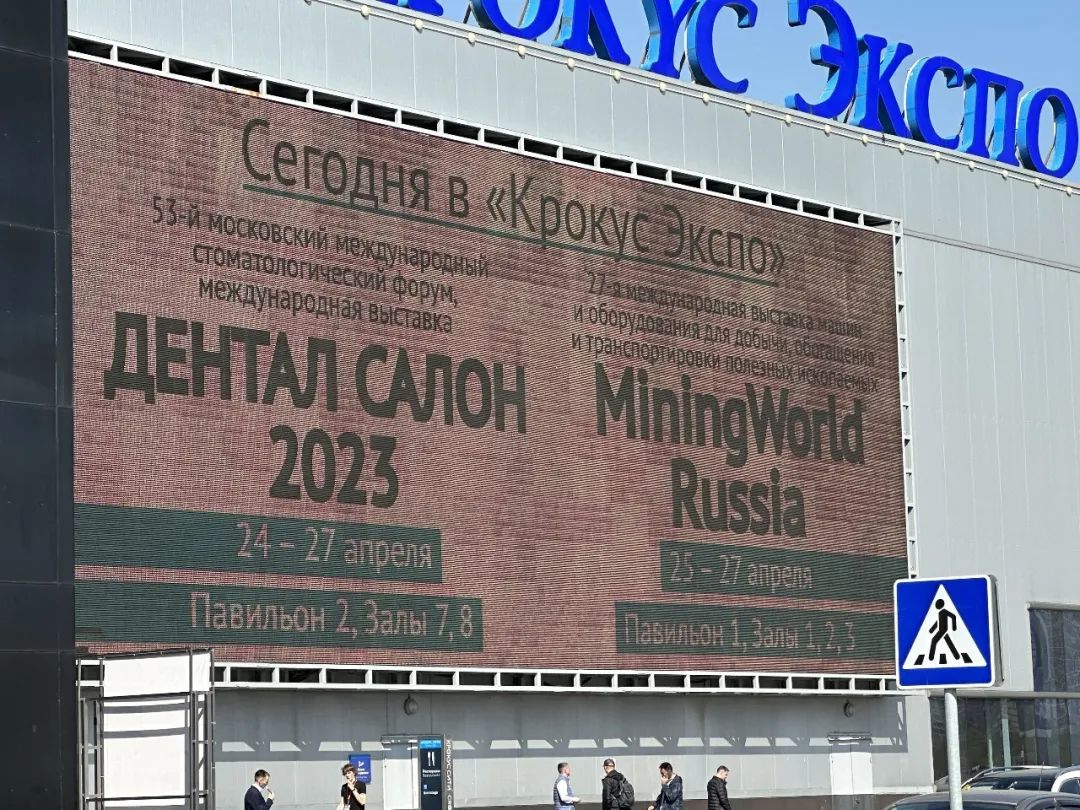 Крокус Экспо
Сегодня в «Крокус Экспо»
53-й московский международный
стоматологический форум,
международная выставка
ДЕНТАЛ САЛОН
2023
24 – 27 апреля
Павильон 2, Залы 7, 8
27-я международная выставка машин
и оборудования для добычи, обогащения
и транспортировки полезных ископаемых
MiningWorld
Russia
25 – 27 апреля
Павильон 1, Залы 1, 2, 3